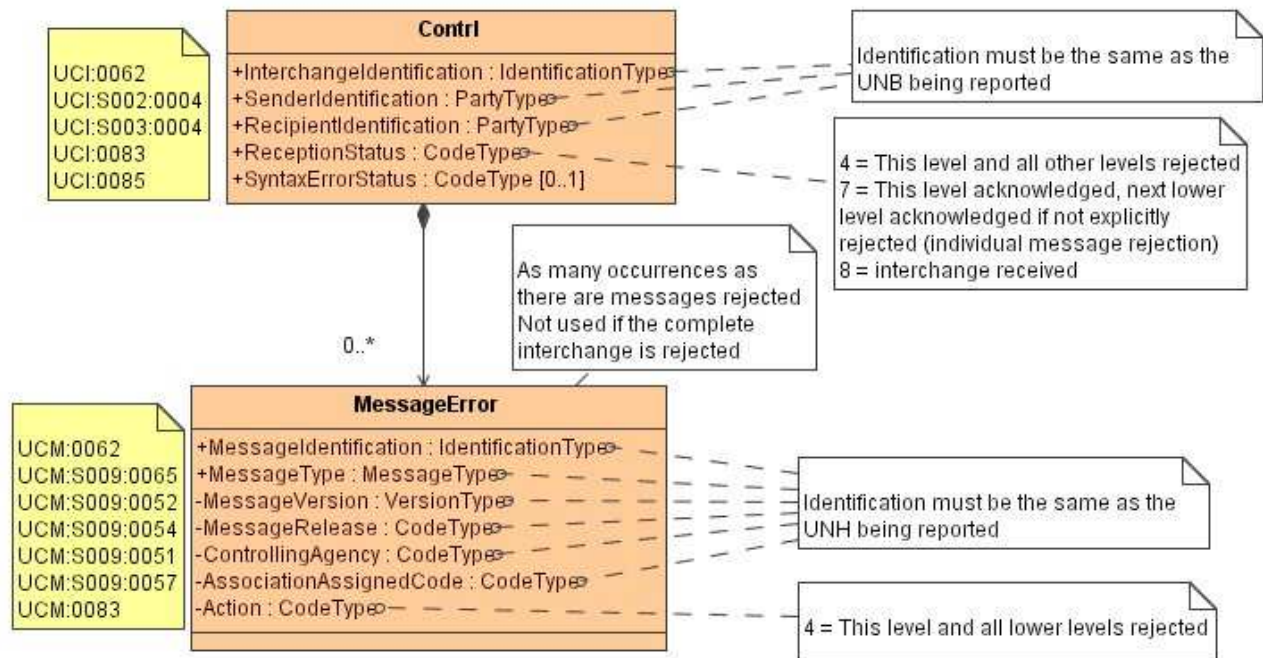 Contrl
UCI:0062
UCI:S002:0004
UCI:S003:0004
UCI:0083
UCI:0085
+InterchangeIdentification : IdentificationType
+SenderIdentification : PartyType
+RecipientIdentification : PartyType
+ReceptionStatus : CodeType
+SyntaxErrorStatus : CodeType [0..1]
Identification must be the same as the
UNB being reported
4 = This level and all other levels rejected
7 = This level acknowledged, next lower
level acknowledged if not explicitly
rejected (individual message rejection)
8 = interchange received
As many occurrences as
there are messages rejected
Not used if the complete
interchange is rejected
0..*
MessageError
UCM:0062
UCM:S009:0065
UCM:S009:0052
UCM:S009:0054
UCM:S009:0051
UCM:S009:0057
UCM:0083
+MessageIdentification : IdentificationType
+MessageType : MessageType
-MessageVersion : VersionType
-MessageRelease : CodeType
-ControllingAgency : CodeType
-AssociationAssignedCode : CodeType
-Action : CodeType
Identification must be the same as the
UNH being reported
4 = This level and all lower levels rejected